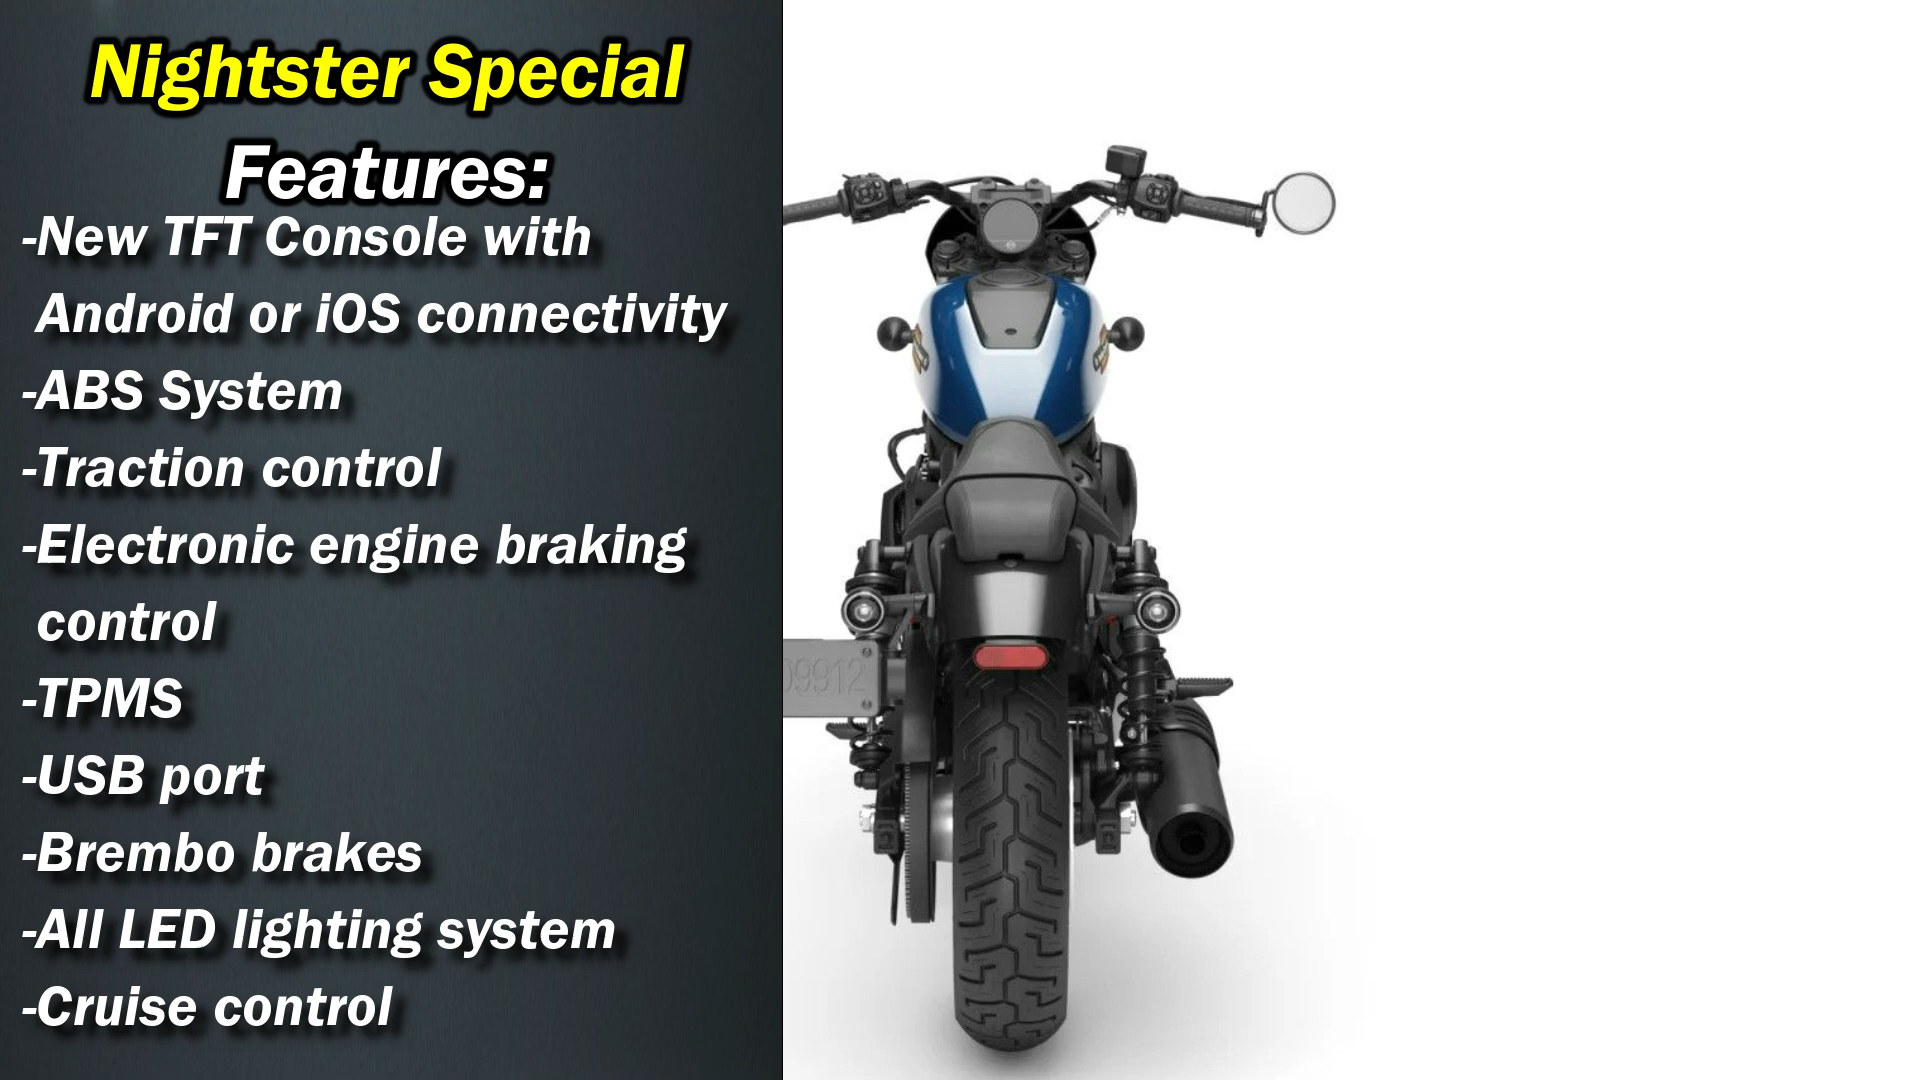 Nightster Special
Features:
-New TFT Console with
Android or iOS connectivity
-ABS System
-Traction control
-Electronic engine braking
control
-TPMS
-USB port
-Brembo brakes
-All LED lighting system
-Cruise control
09912